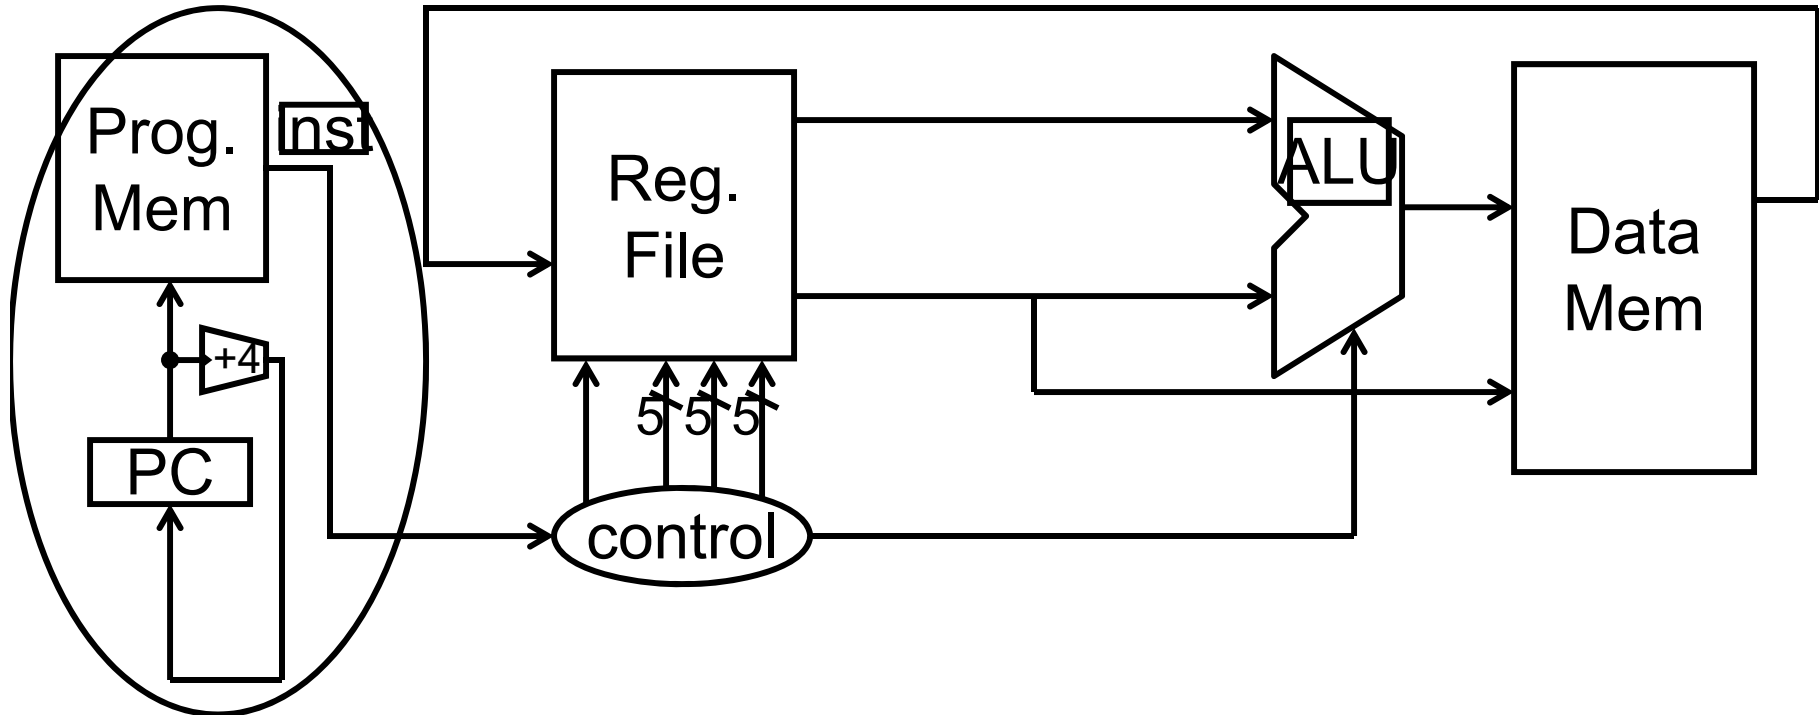 Prog.
Mem
inst
+4
PC
Reg.
File
5 5 5
control
ALU
Data
Mem